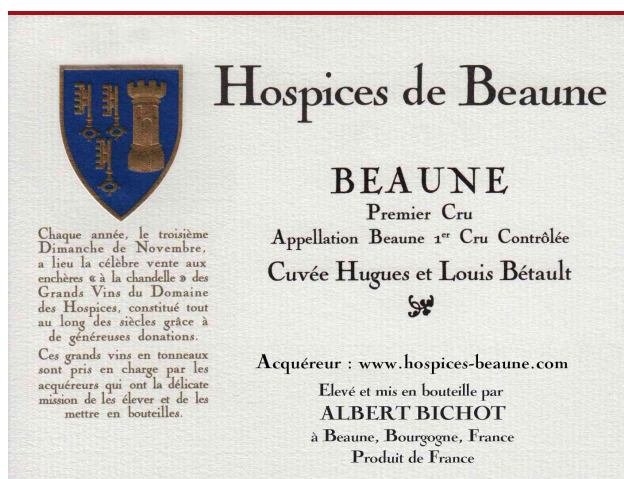 Hospices de Beaune
BEAUNE
Premier Cru
Appellation Beaune 1er Cru Contrôlée
Cuvée Hugues et Louis Bétault
Chaque année, le troisième
Dimanche de Novembre,
a lieu la célèbre vente aux
enchères « à la chandelle » des
Grands Vins du Domaine
des Hospices, constitué tout
au long des siècles grâce à
de généreuses donations.
Ces grands vins en tonneaux
sont pris en charge par les
acquéreurs qui ont la délicate
mission de les élever et de les
mettre en bouteilles.
Acquéreur : www.hospices-beaune.com
Elevé et mis en bouteille par
ALBERT BICHOT
à Beaune, Bourgogne, France
Produit de France